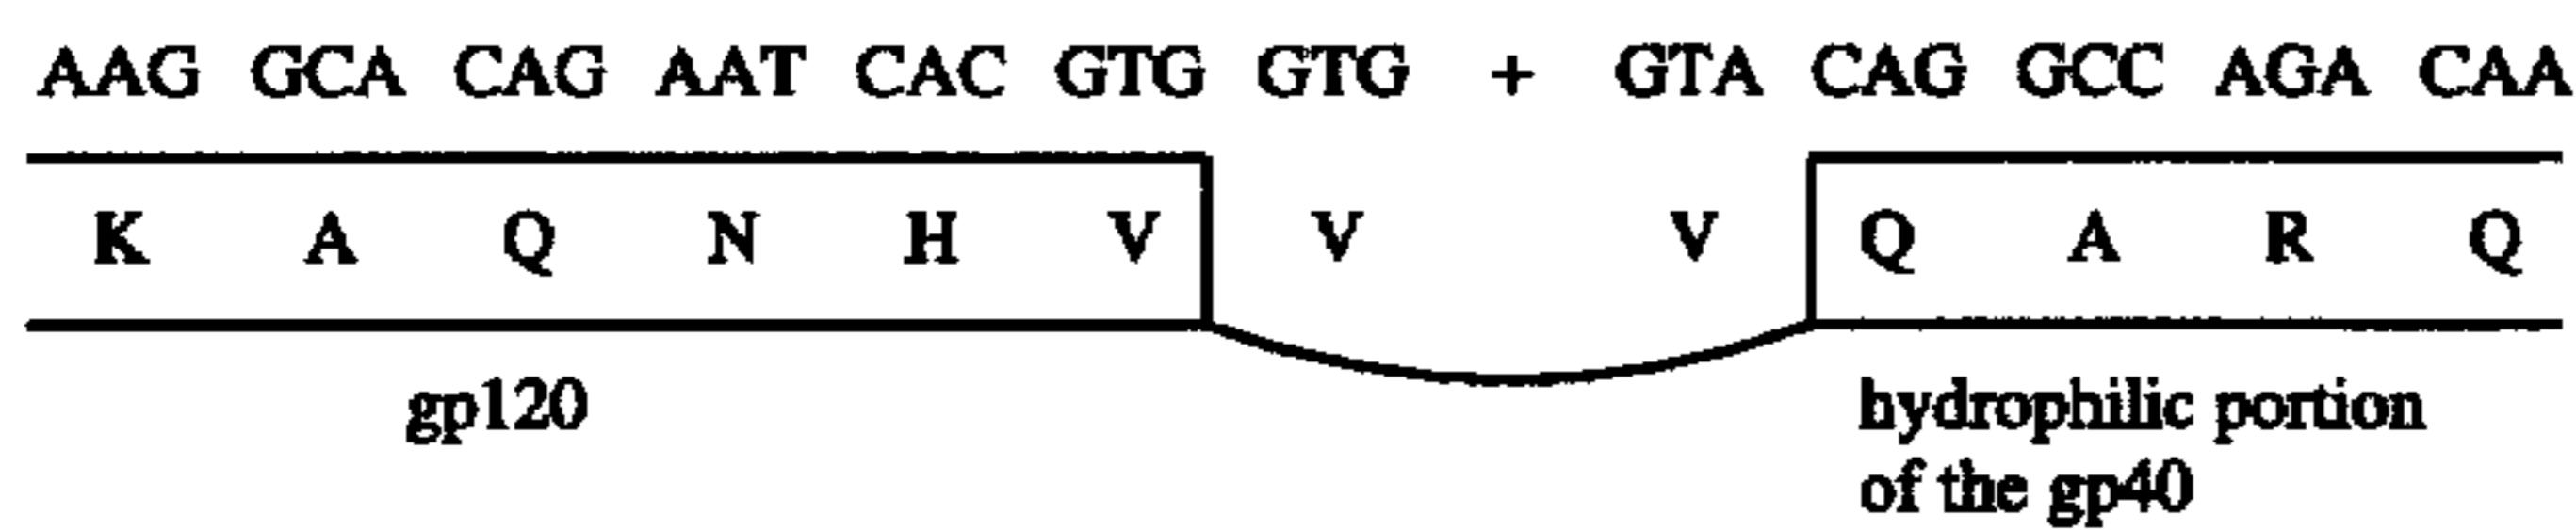 AAG GCA CAG AAT CAC GTG GTG + GTA CAG GCC AGA CAA
K A Q N H V V V Q A R Q
gp120
hydrophilic portion
of the gp40